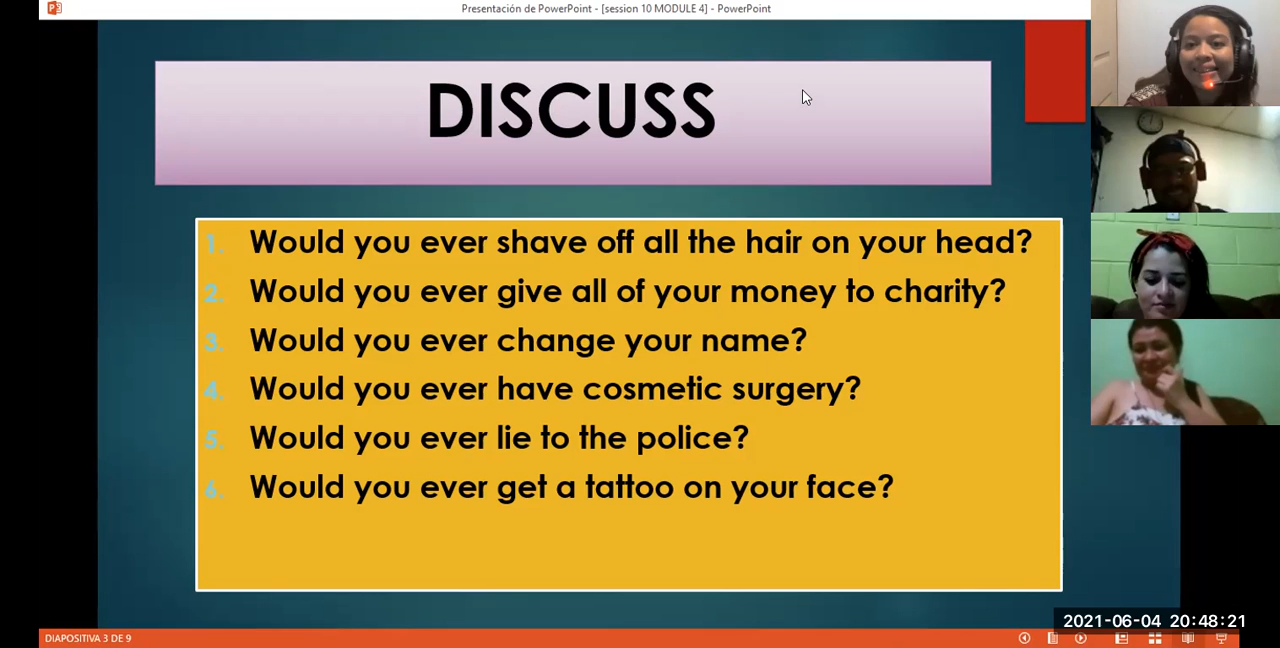 Presentación de PowerPoint - [session 10 MODULE 4] - PowerPoint
DISCUSS
1. Would you ever shave off all the hair on your head?
2. Would you ever give all of your money to charity?
3. Would you ever change your name?
4. Would you ever have cosmetic surgery?
5. Would you ever lie to the police?
6. Would you ever get a tattoo on your face?
2021-06-04 20:48:21
DIAPOSITIVA 3 DE 9